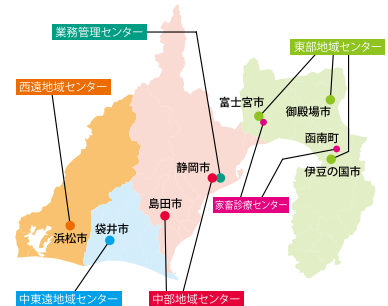 業務管理センター
東部地域センター
西遠地域センター
富士宮市
御殿場市
函南町
静岡市
伊豆の国市
島田市
家畜診療センター
袋井市
浜松市
中東遠地域センター
中部地域センター